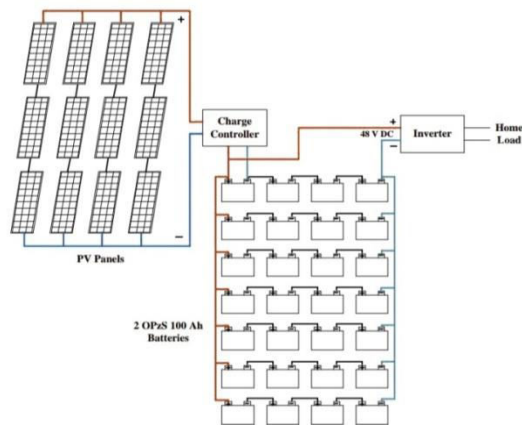 +
Charge
Controller
+
48 V DC
−
Inverter
Home
Load
−
PV Panels
2 OPzS 100 Ah
Batteries